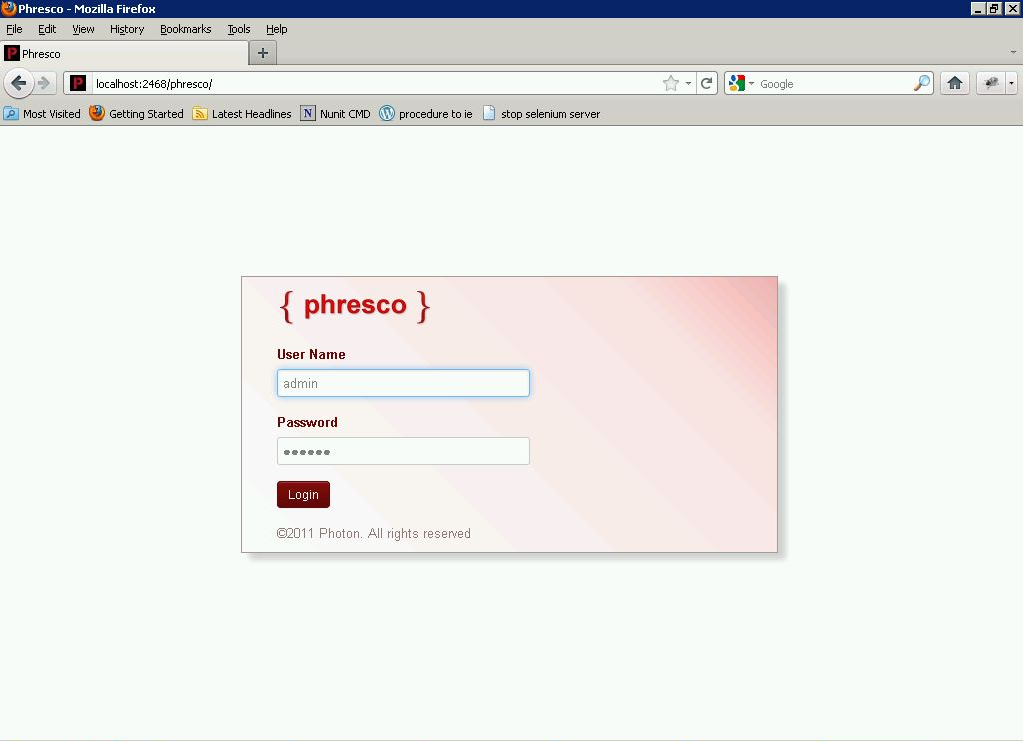 Phresco - Mozilla Firefox
File Edit View History Bookmarks Tools Help
P Phresco
P localhost:2468/phresco/ Google
Most Visited Getting Started Latest Headlines N Nunit CMD procedure to ie stop selenium server
{ phresco }
User Name
admin
Password
••••••
Login
©2011 Photon. All rights reserved